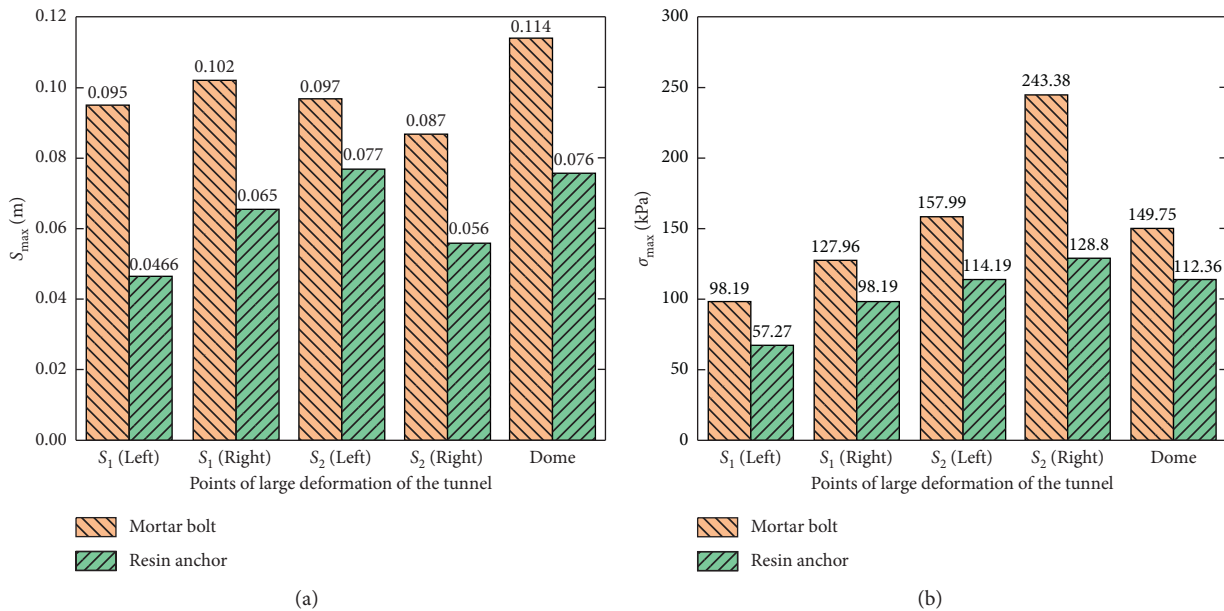 0.12
0.10
0.08
0.06
0.04
0.02
0.00
Smax (m)
0.095
0.0466
0.102
0.065
0.097
0.077
0.087
0.056
0.114
0.076
S1 (Left)
S1 (Right)
S2 (Left)
S2 (Right)
Dome
Points of large deformation of the tunnel
Mortar bolt
Resin anchor
(a)
300
250
200
150
100
50
0
σmax (kPa)
98.19
57.27
127.96
98.19
157.99
114.19
243.38
128.8
149.75
112.36
S1 (Left)
S1 (Right)
S2 (Left)
S2 (Right)
Dome
Points of large deformation of the tunnel
Mortar bolt
Resin anchor
(b)